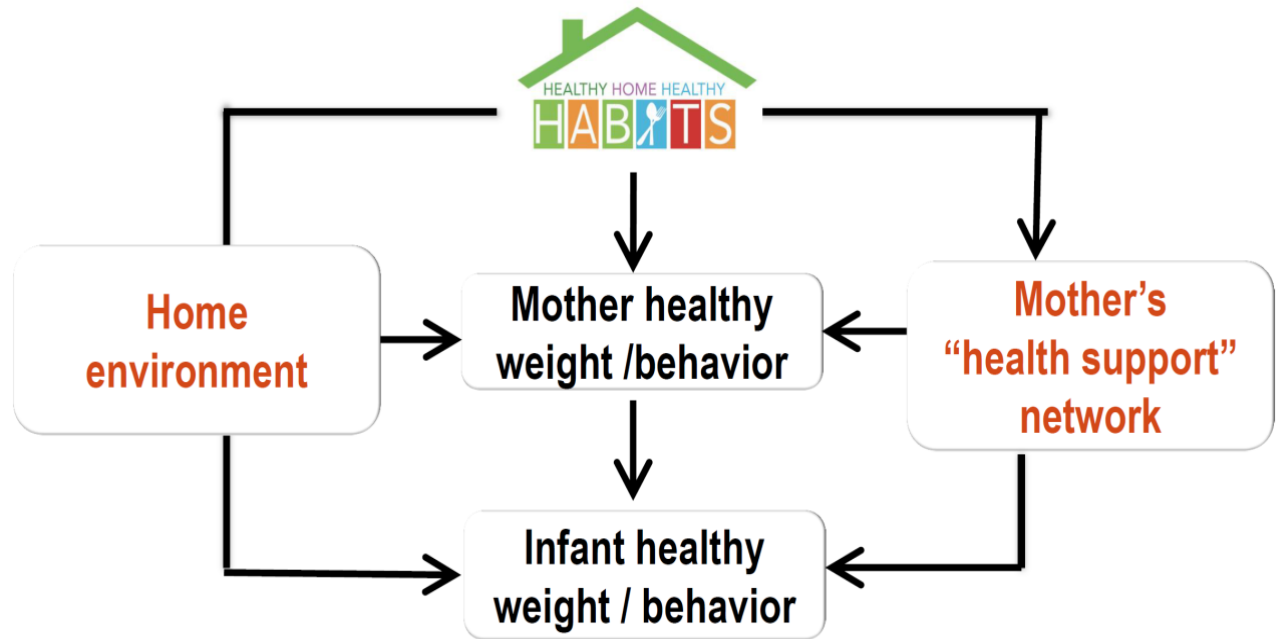 HEALTHY HOME HEALTHY
HABITS
Home
environment
Mother healthy
weight /behavior
Mother’s
“health support”
network
Infant healthy
weight / behavior